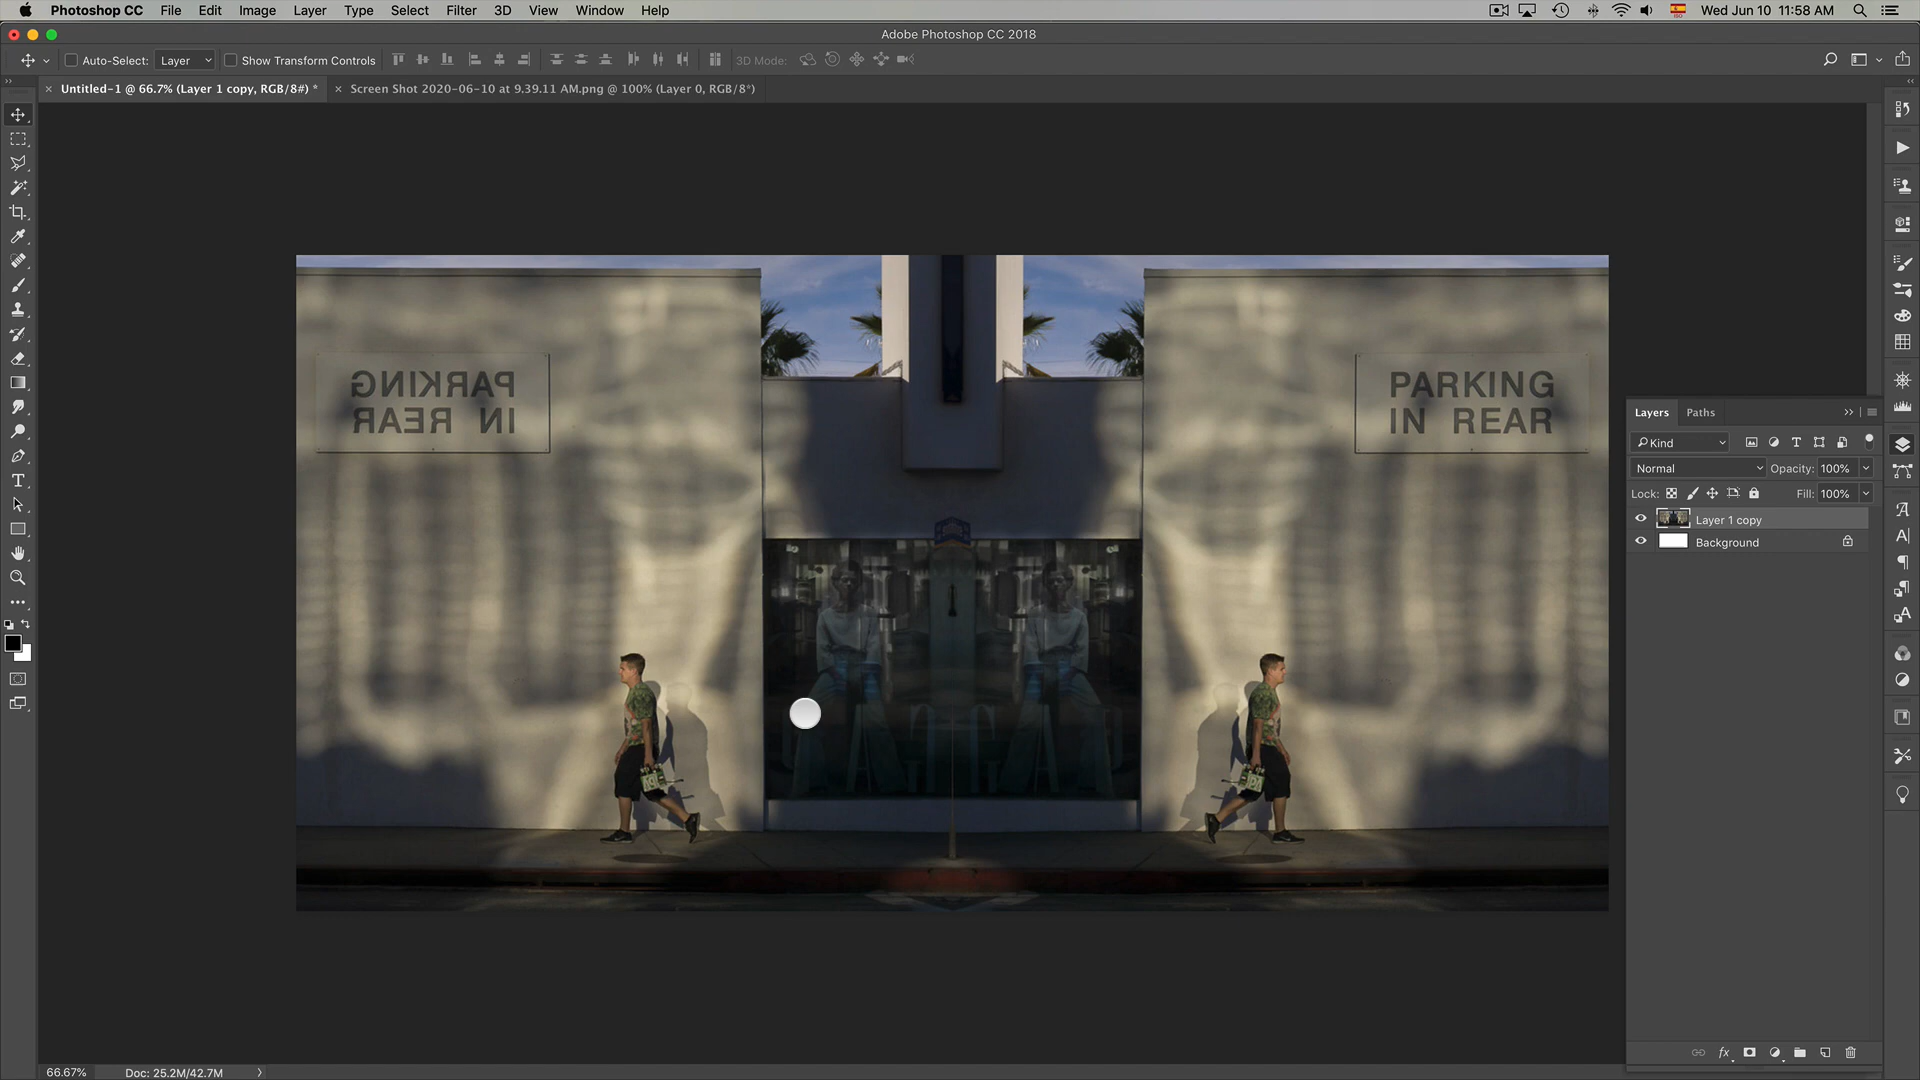 Photoshop CC File Edit Image Layer Type Select Filter 3D View Window Help Wed Jun 10 11:58 AM
Adobe Photoshop CC 2018
Auto-Select: Layer Show Transform Controls 3D Mode:
Untitled-1 @ 66.7% (Layer 1 copy, RGB/8#) * Screen Shot 2020-06-10 at 9.39.11 AM.png @ 100% (Layer 0, RGB/8*)
PARKING
IN REAR
PARKING
IN REAR
Layers Paths
Kind
Normal Opacity: 100%
Lock: Fill: 100%
Layer 1 copy
Background
fx
66.67% Doc: 25.2M/42.7M